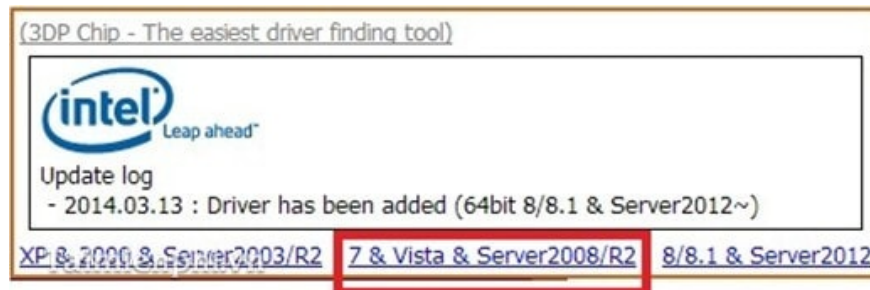 (3DP Chip - The easiest driver finding tool)
intel
Leap ahead™
Update log
- 2014.03.13 : Driver has been added (64bit 8/8.1 & Server2012~)
XP & 2000 & Server2003/R2 7 & Vista & Server2008/R2 8/8.1 & Server2012